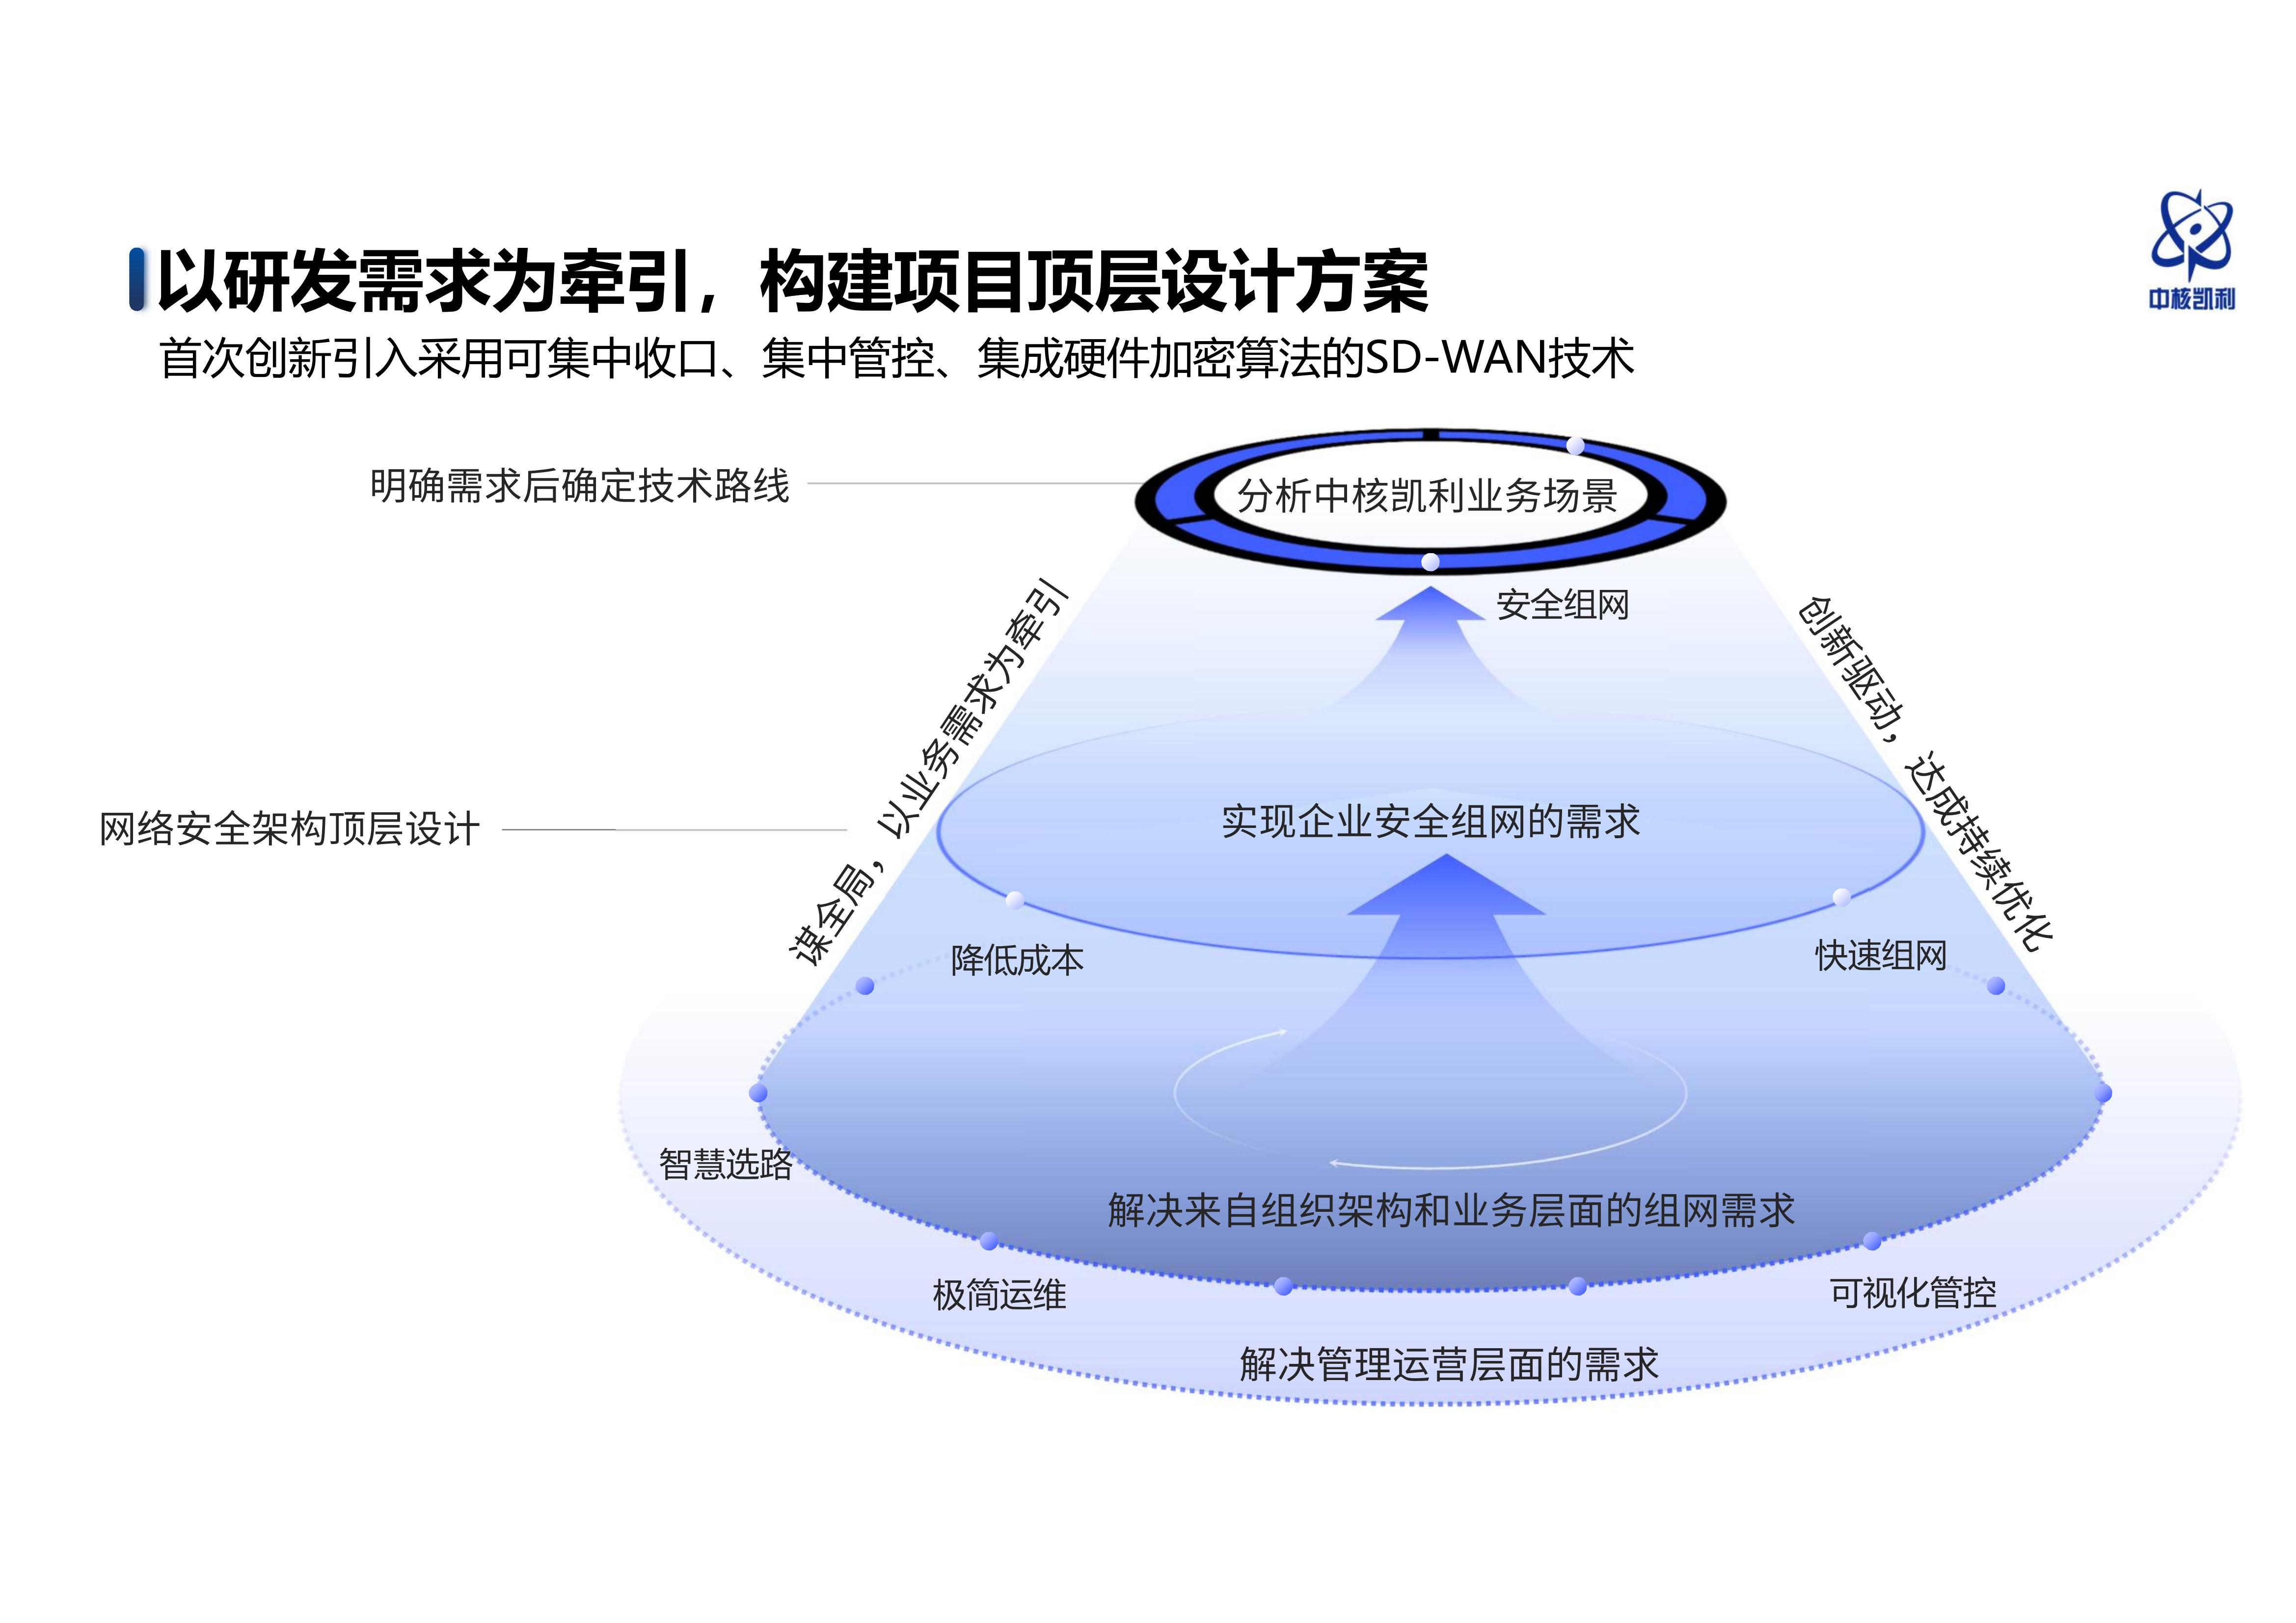 以研发需求为牵引，构建项目顶层设计方案
中核凯利
首次创新引入采用可集中收口、集中管控、集成硬件加密算法的SD-WAN技术
明确需求后确定技术路线
分析中核凯利业务场景
安全组网
谋全局，以业务需求为牵引
创新驱动，达成持续优化
网络安全架构顶层设计
实现企业安全组网的需求
降低成本
快速组网
智慧选路
解决来自组织架构和业务层面的组网需求
极简运维
可视化管控
解决管理运营层面的需求